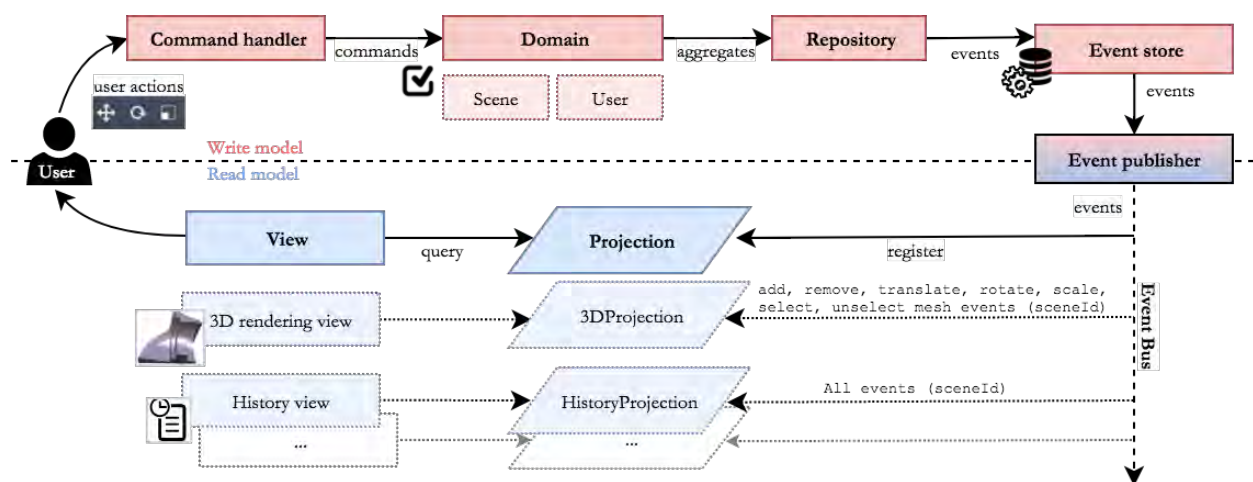 Command handler
commands
Domain
aggregates
Repository
events
Event store
user actions
Scene
User
events
User
Write model
Read model
Event publisher
events
View
query
Projection
register
3D rendering view
3DProjection
add, remove, translate, rotate, scale,
select, unselect mesh events (sceneId)
Event Bus
History view
HistoryProjection
All events (sceneId)
...
...